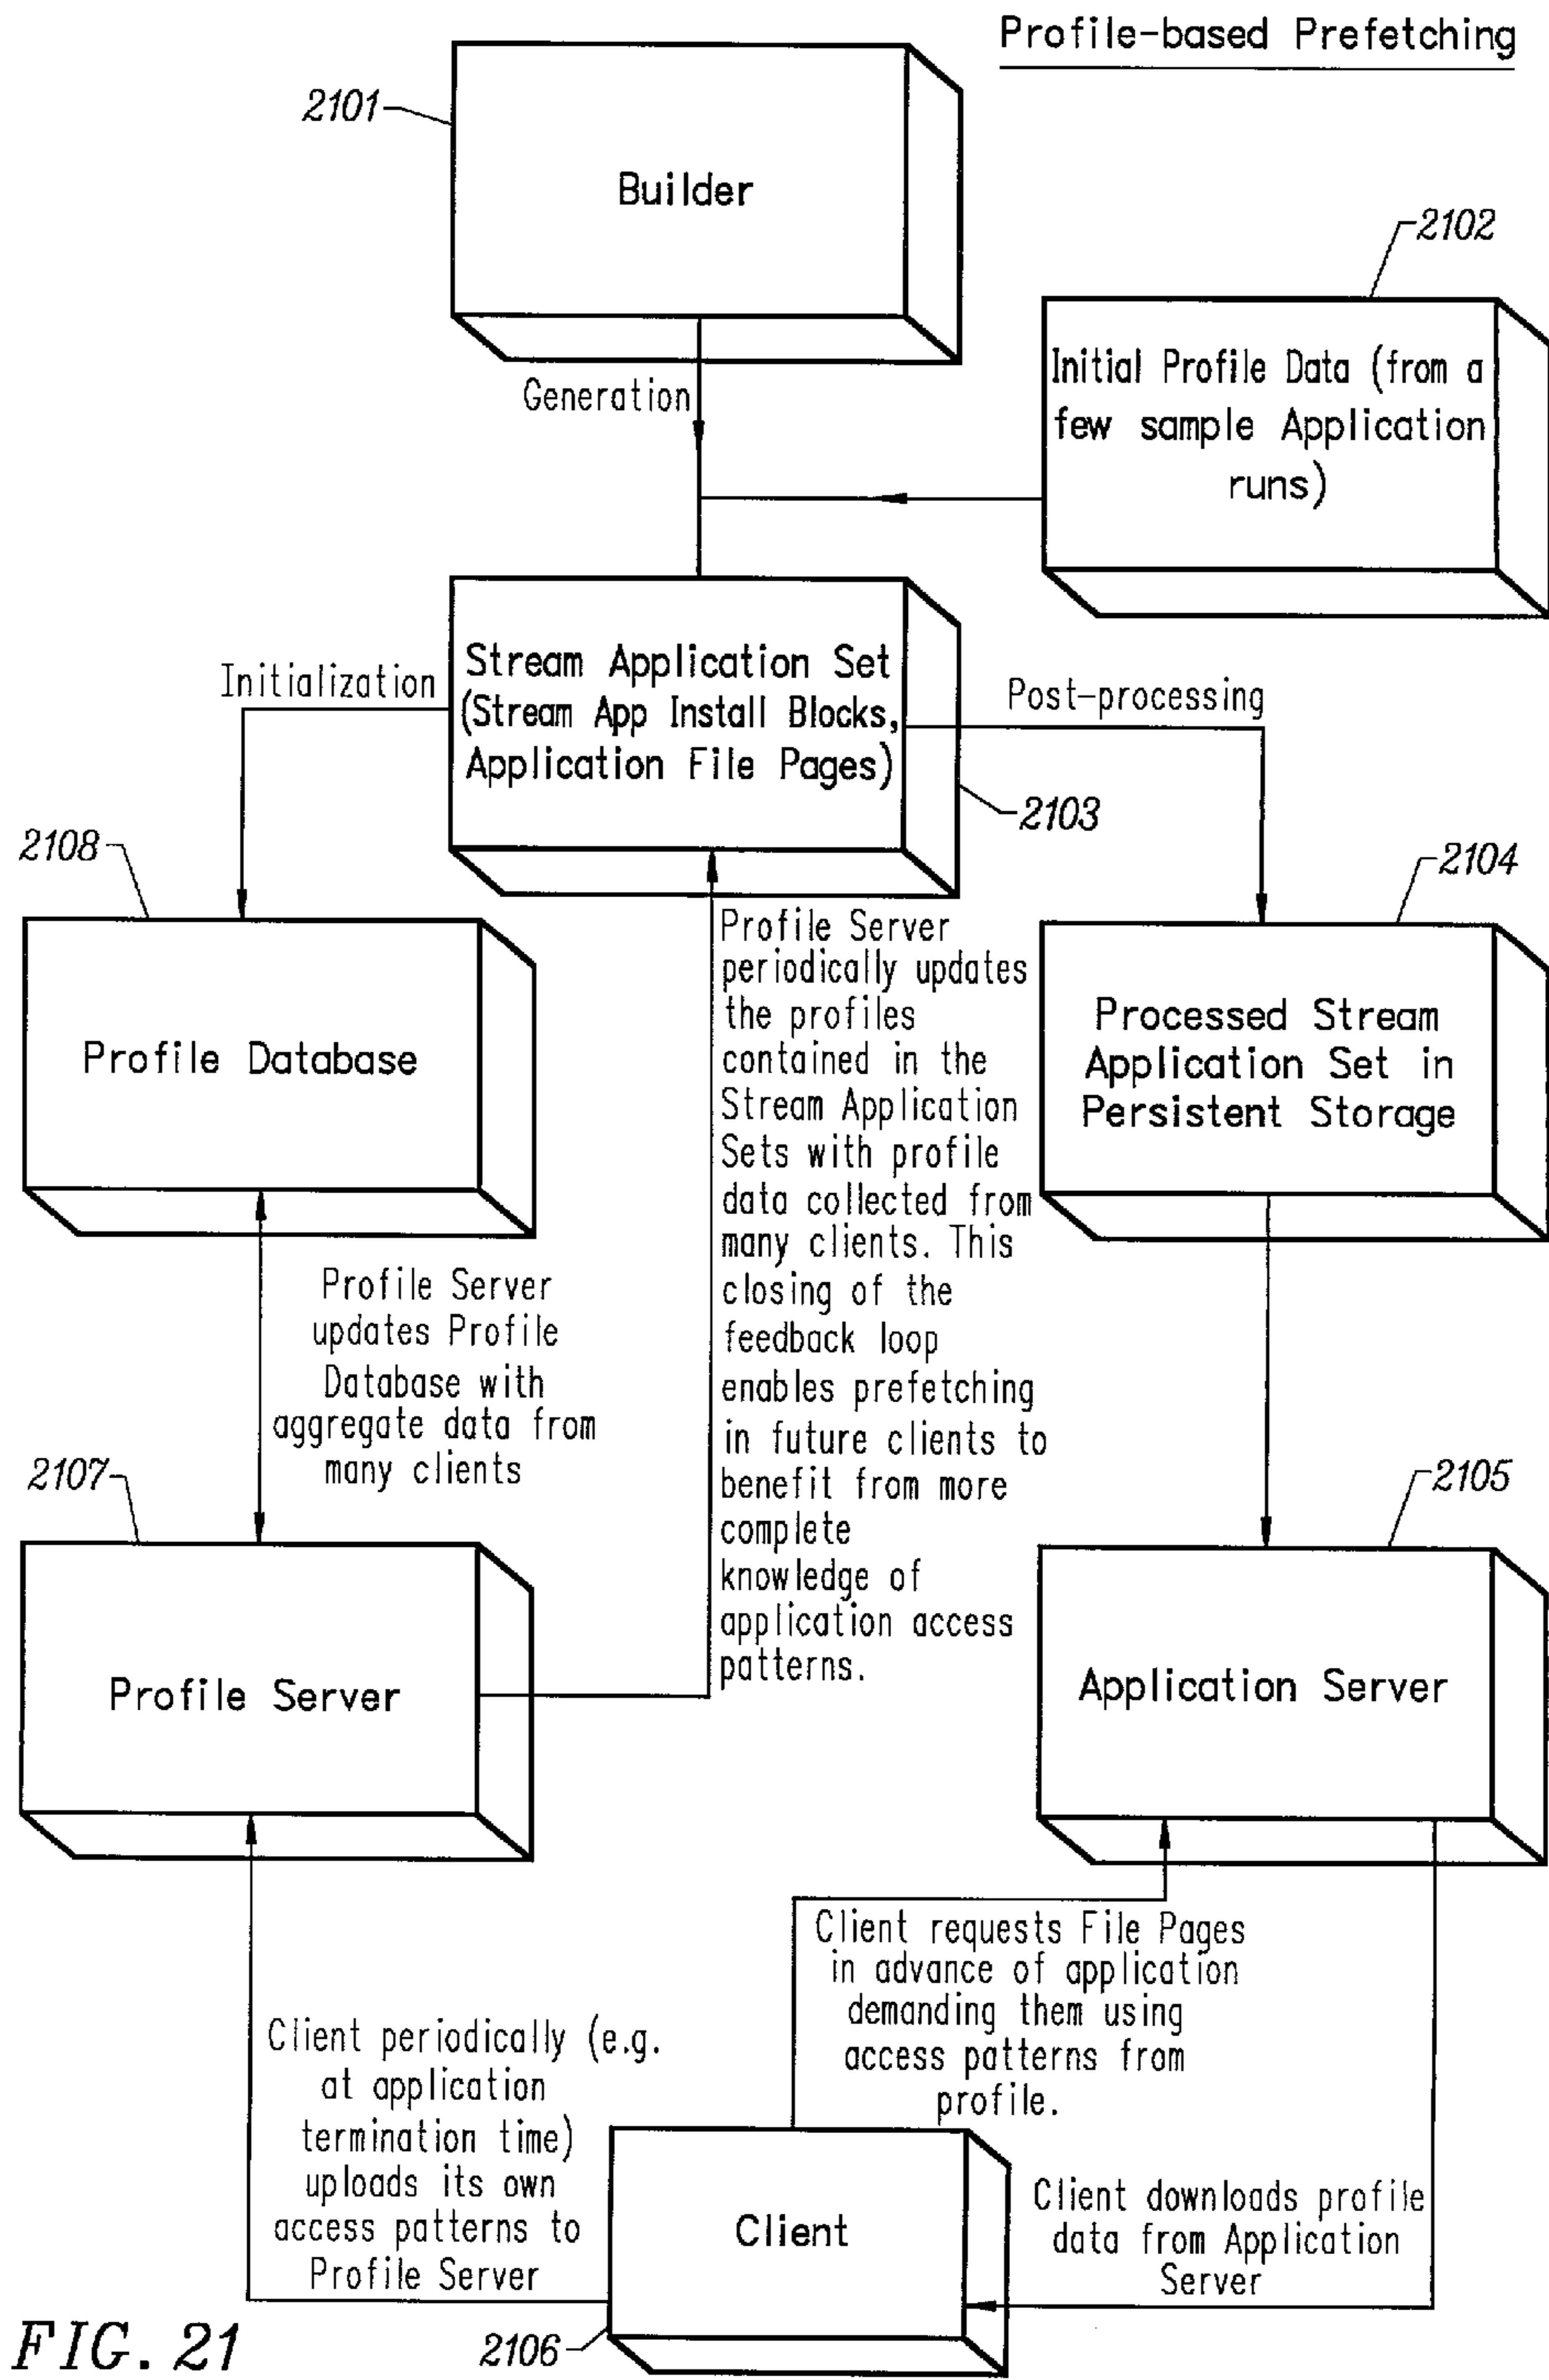 Profile-based Prefetching
2101
Builder
2102
Initial Profile Data (from a
few sample Application
runs)
Generation
Stream Application Set
(Stream App Install Blocks,
Application File Pages)
2103
Initialization
Post-processing
2108
Profile Database
2104
Processed Stream
Application Set in
Persistent Storage
Profile Server
periodically updates
the profiles
contained in the
Stream Application
Sets with profile
data collected from
many clients. This
closing of the
feedback loop
enables prefetching
in future clients to
benefit from more
complete
knowledge of
application access
patterns.
Profile Server
updates Profile
Database with
aggregate data from
many clients
2107
Profile Server
2105
Application Server
Client requests File Pages
in advance of application
demanding them using
access patterns from
profile.
Client periodically (e.g.
at application
termination time)
uploads its own
access patterns to
Profile Server
Client
2106
Client downloads profile
data from Application
Server
FIG. 21